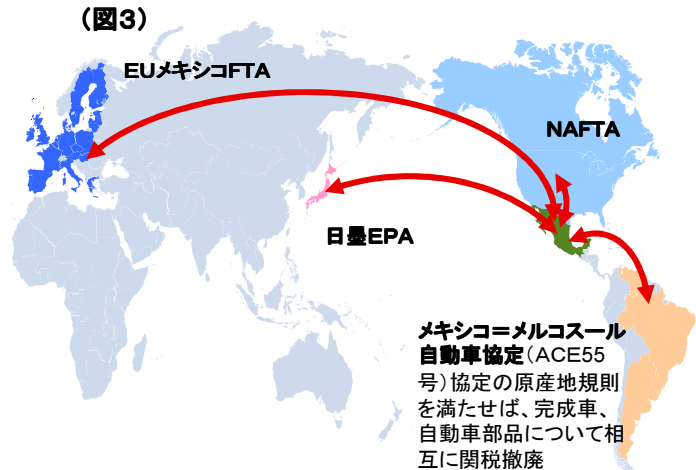 （図3）
EUメキシコFTA
NAFTA
日墨EPA
メキシコ＝メルコスール
自動車協定（ACE55
号）協定の原産地規則
を満たせば、完成車、
自動車部品について相
互に関税撤廃